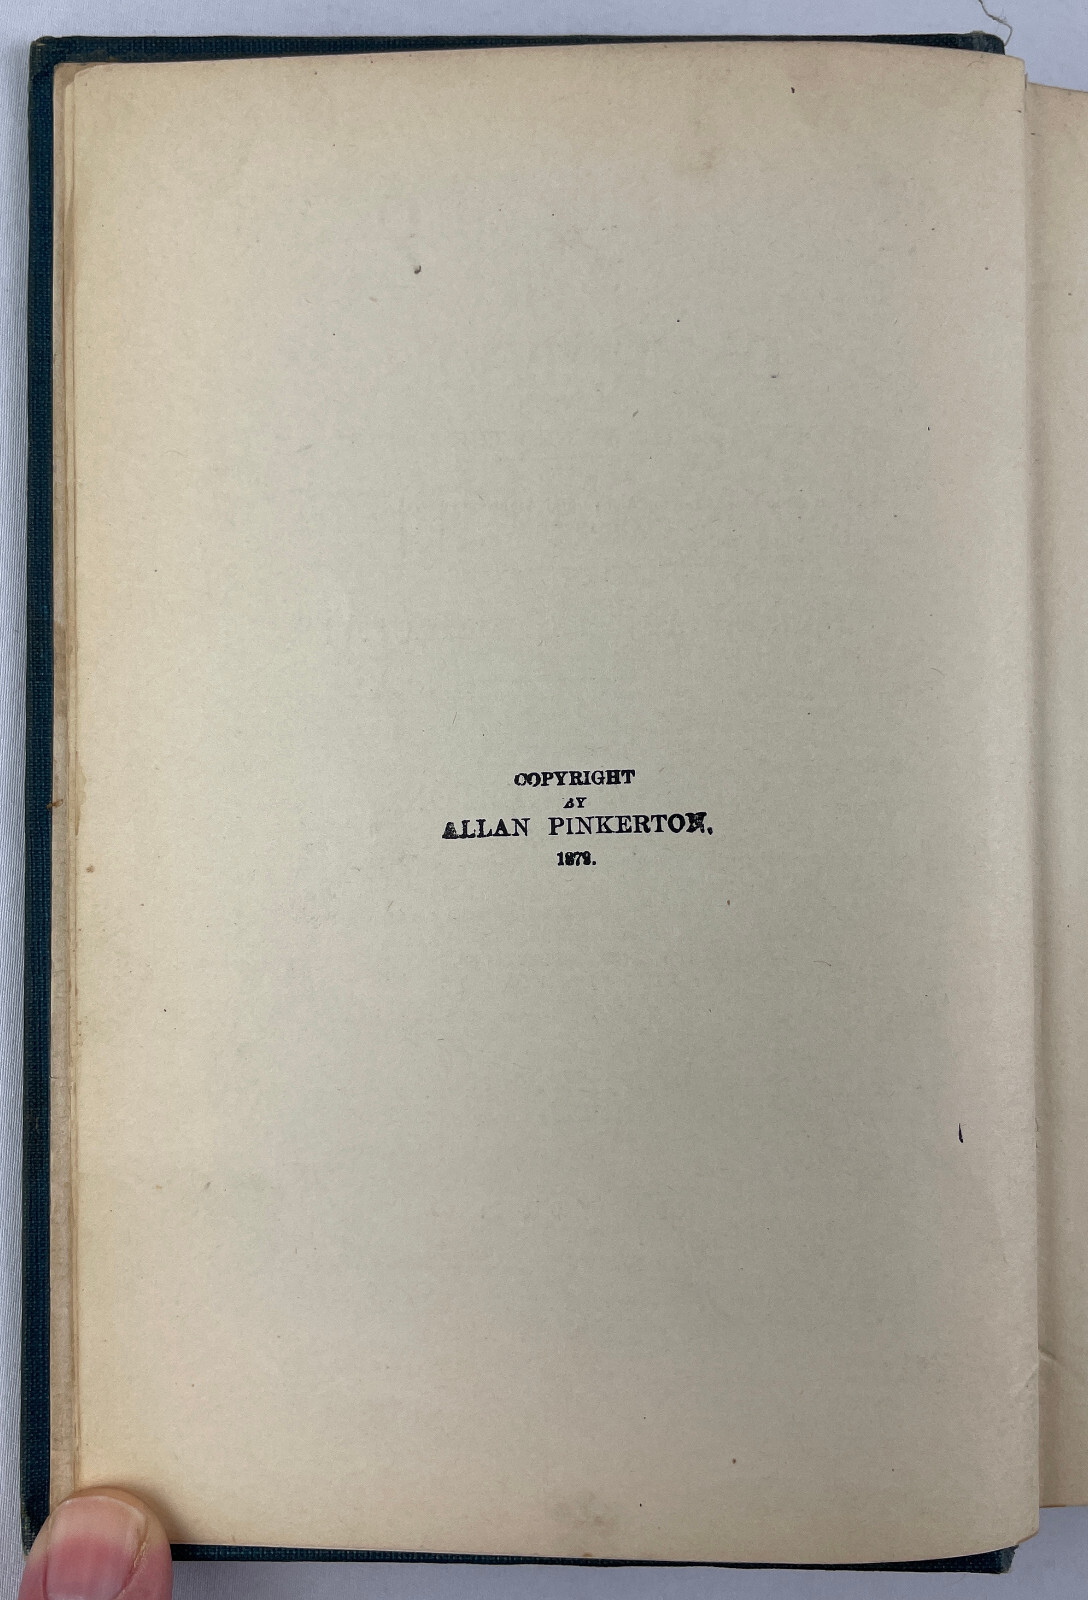 COPYRIGHT
BY
ALLAN PINKERTON.
1878.